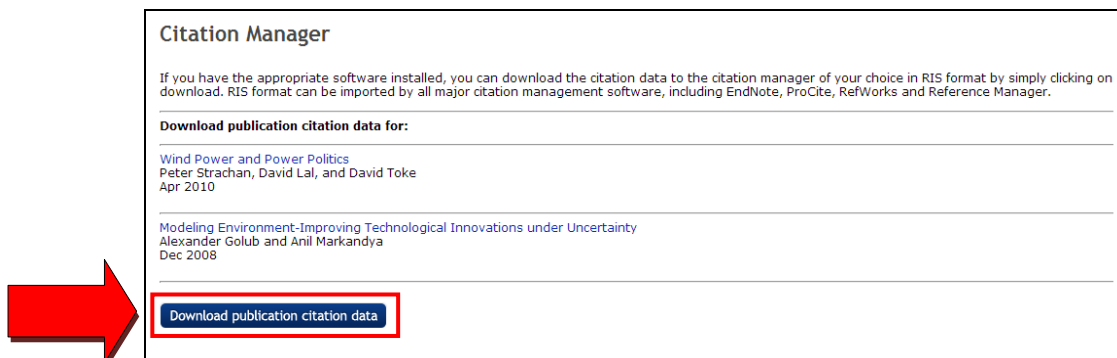 Citation Manager
If you have the appropriate software installed, you can download the citation data to the citation manager of your choice in RIS format by simply clicking on
download. RIS format can be imported by all major citation management software, including EndNote, ProCite, RefWorks and Reference Manager.
Download publication citation data for:
Wind Power and Power Politics
Peter Strachan, David Lal, and David Toke
Apr 2010
Modeling Environment-Improving Technological Innovations under Uncertainty
Alexander Golub and Anil Markandya
Dec 2008
Download publication citation data